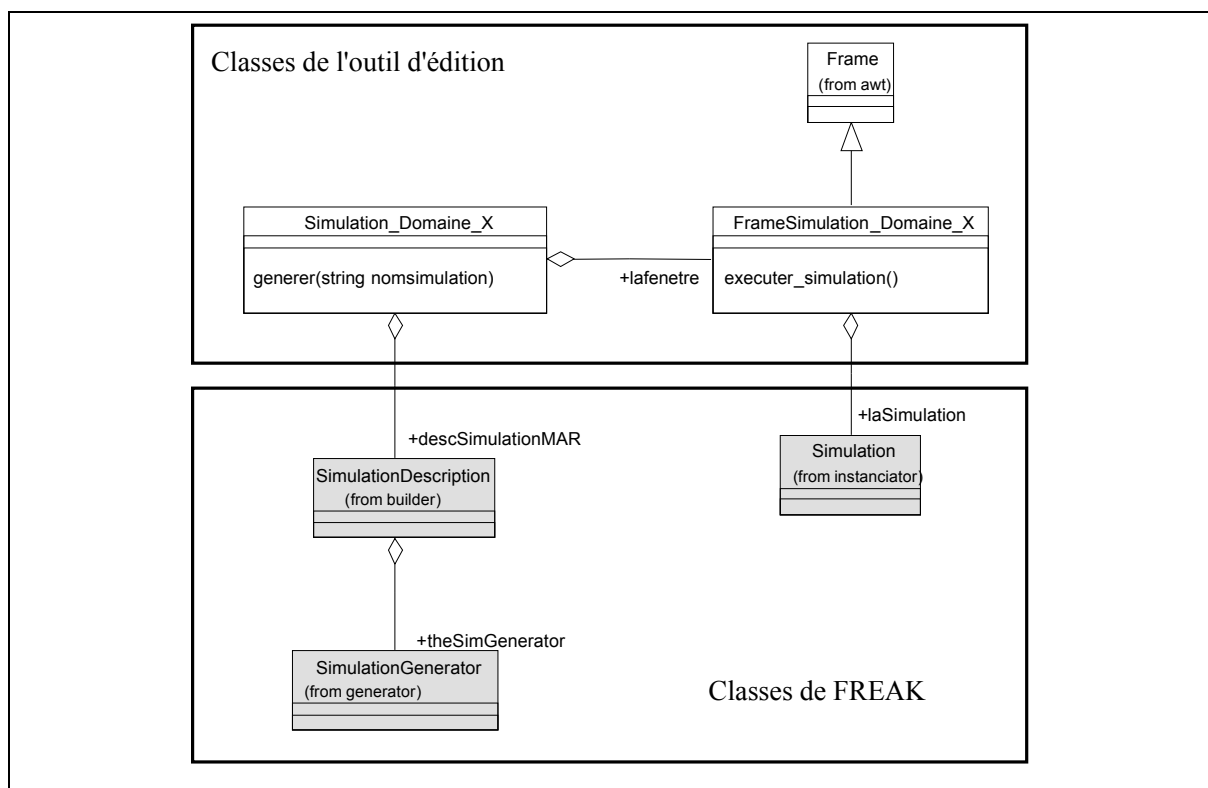 Classes de l'outil d'édition
Frame
(from awt)
Simulation_Domaine_X
generer(string nomsimulation)
+lafenetre
FrameSimulation_Domaine_X
executer_simulation()
+descSimulationMAR
+laSimulation
SimulationDescription
(from builder)
Simulation
(from instanciator)
+theSimGenerator
SimulationGenerator
(from generator)
Classes de FREAK